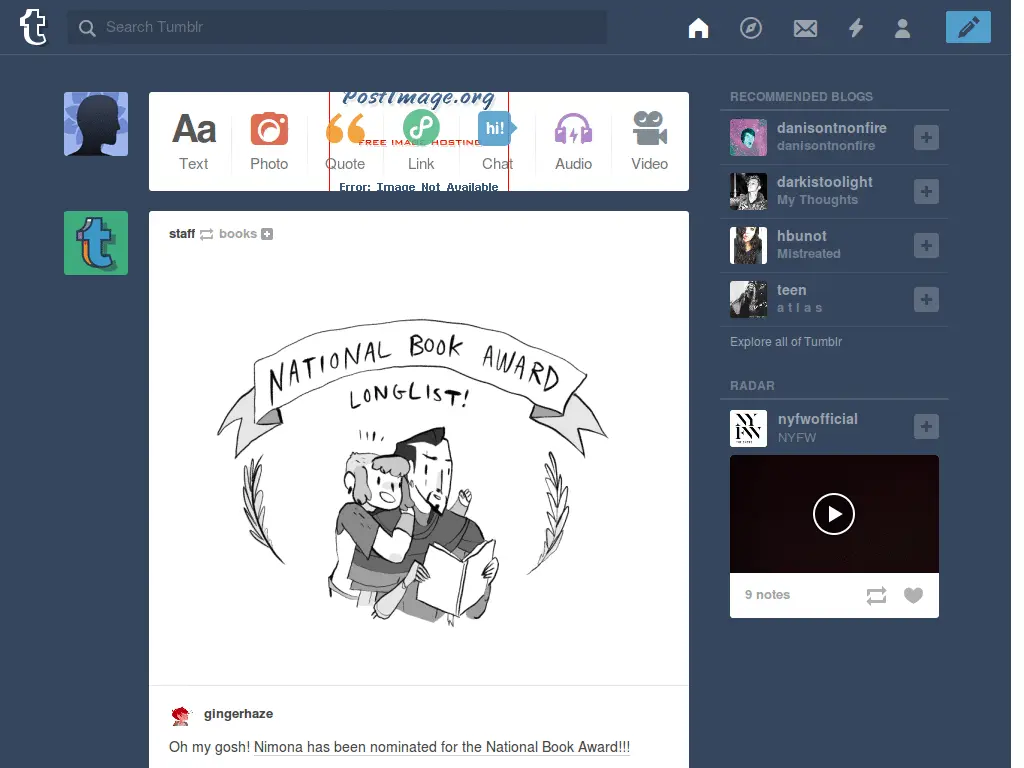 Search Tumblr
PostImage.org
FREE IMAGE HOSTING
Error: Image Not Available
Aa
hi!
Text
Photo
Quote
Link
Chat
Audio
Video
staff books
NATIONAL BOOK AWARD
LONGLIST!
gingerhaze
Oh my gosh! Nimona has been nominated for the National Book Award!!!
RECOMMENDED BLOGS
danisontnonfire
danisontnonfire
darkistoolight
My Thoughts
hbunot
Mistreated
teen
a t l a s
Explore all of Tumblr
RADAR
NY
FW
nyfwofficial
NYFW
9 notes